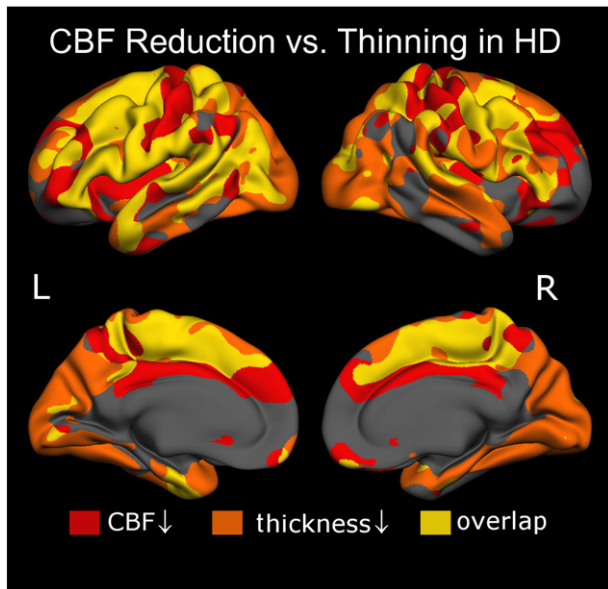 CBF Reduction vs. Thinning in HD
L R
CBF↓ thickness↓ overlap